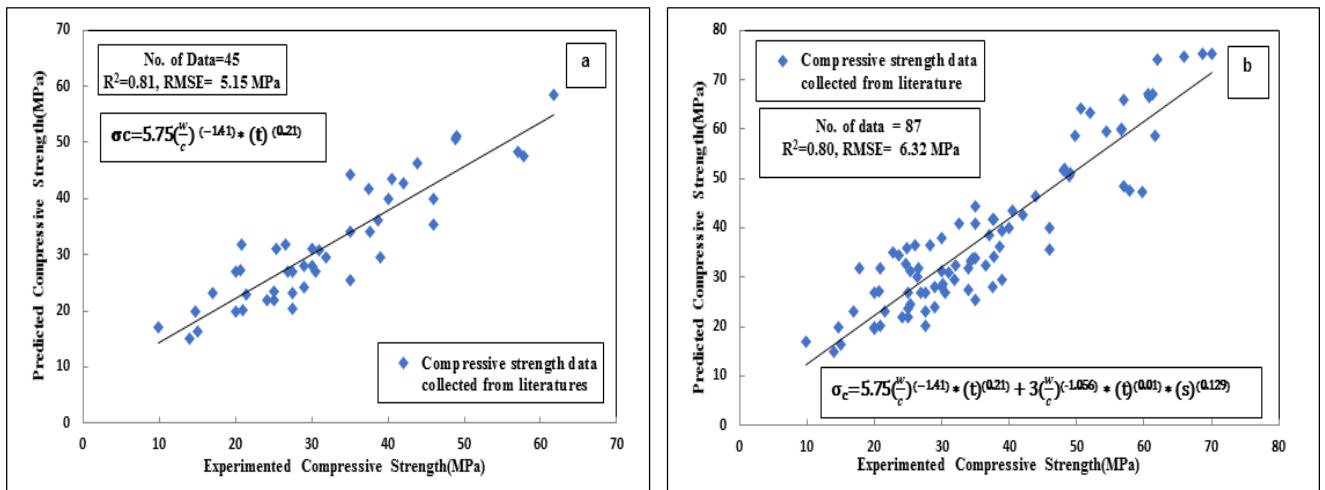 70
60
50
40
30
20
10
0
0 10 20 30 40 50 60 70
Predicted Compressive Strength(MPa)
Experimented Compressive Strength(MPa)
No. of Data=45
R²=0.81, RMSE= 5.15 MPa
a
σc=5.75(w/c)^(−1.41)*(t)^(0.21)
Compressive strength data
collected from literatures
80
70
60
50
40
30
20
10
0
0 10 20 30 40 50 60 70 80
Predicted Compressive Strength(MPa)
Experimented Compressive Strength(MPa)
Compressive strength data
collected from literature
b
No. of data = 87
R²=0.80, RMSE= 6.32 MPa
σc=5.75(w/c)^(−1.41)*(t)^(0.21)+3(w/c)^(-1.056)*(t)^(0.01)*(s)^(0.129)